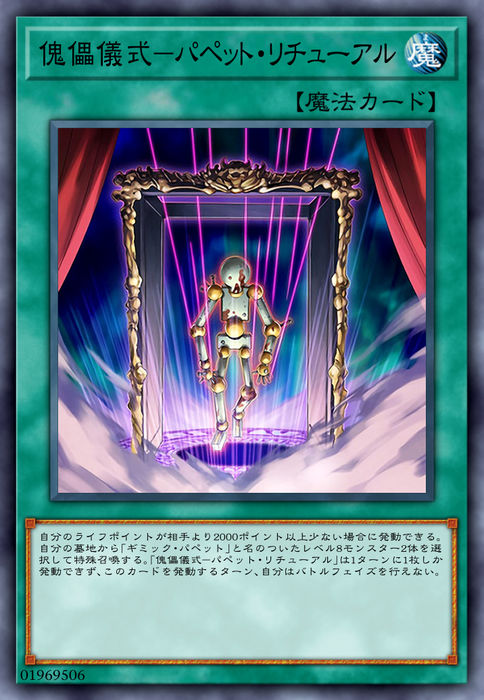 傀儡儀式－パペット・リチューアル
魔
【魔法カード】
自分のライフポイントが相手より2000ポイント以上少ない場合に発動できる。
自分の墓地から「ギミック・パペット」と名のついたレベル8モンスター2体を選
択して特殊召喚する。「傀儡儀式－パペット・リチューアル」は1ターンに1枚しか
発動できず、このカードを発動するターン、自分はバトルフェイズを行えない。
01969506